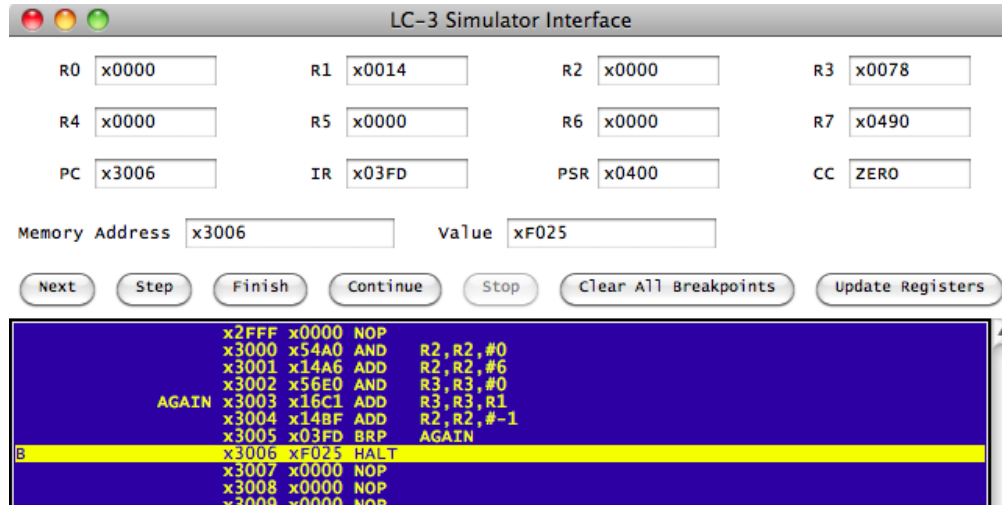 LC-3 Simulator Interface
R0 x0000 R1 x0014 R2 x0000 R3 x0078
R4 x0000 R5 x0000 R6 x0000 R7 x0490
PC x3006 IR x03FD PSR x0400 CC ZERO
Memory Address x3006 Value xF025
Next Step Finish Continue Stop Clear All Breakpoints Update Registers
x2FFF x0000 NOP
x3000 x54A0 AND R2,R2,#0
x3001 x14A6 ADD R2,R2,#6
x3002 x56E0 AND R3,R3,#0
AGAIN x3003 x16C1 ADD R3,R3,R1
x3004 x14BF ADD R2,R2,#-1
x3005 x03FD BRP AGAIN
B x3006 xF025 HALT
x3007 x0000 NOP
x3008 x0000 NOP
x3009 x0000 NOP